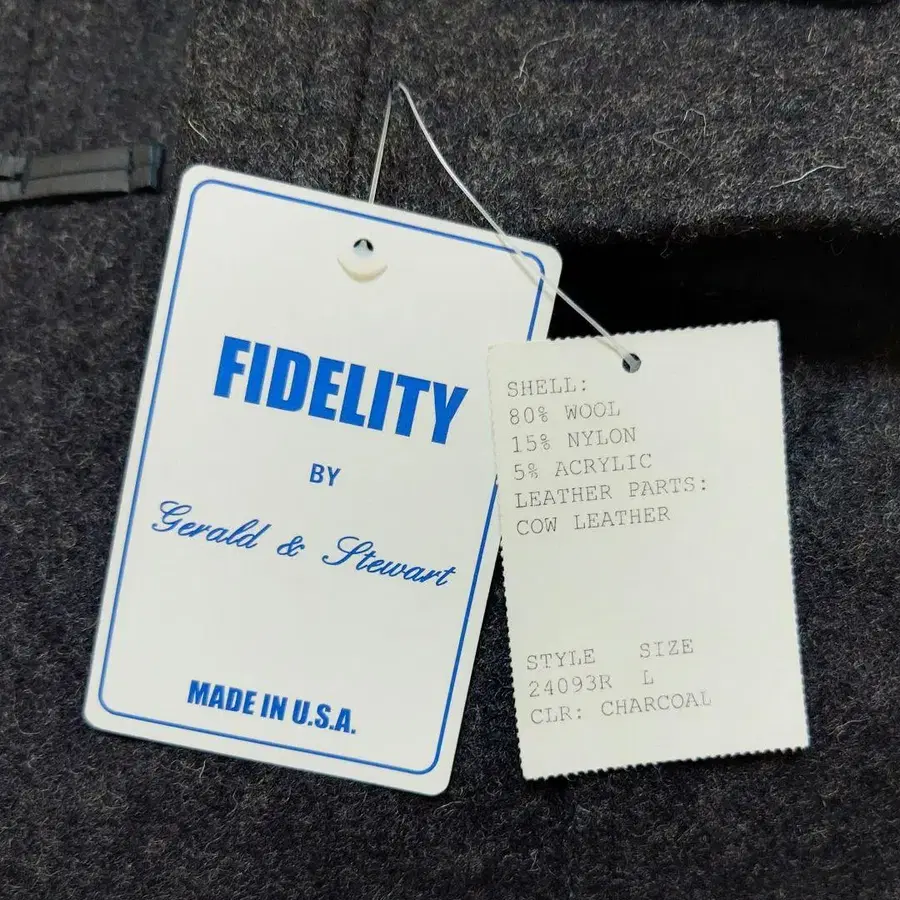 FIDELITY
BY
Gerald & Stewart
MADE IN U.S.A.
SHELL:
80% WOOL
15% NYLON
5% ACRYLIC
LEATHER PARTS:
COW LEATHER
STYLE SIZE
24093R L
CLR: CHARCOAL